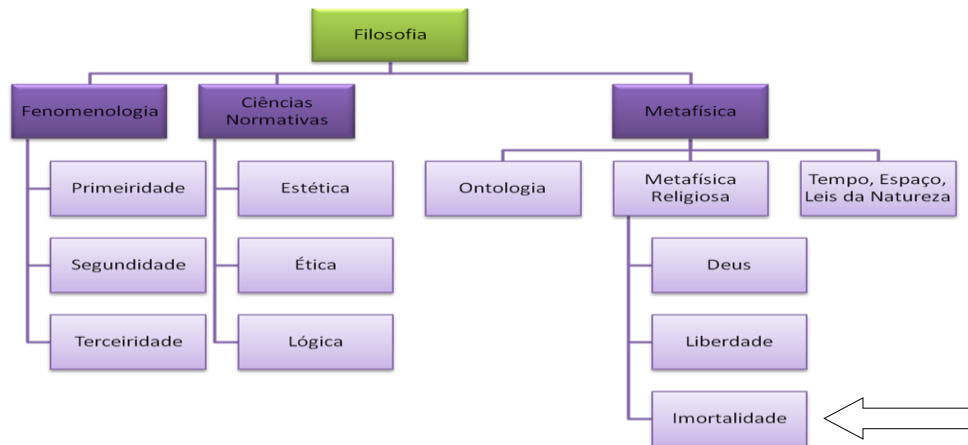 Filosofia
Fenomenologia
Ciências
Normativas
Metafísica
Primeiridade
Estética
Ontologia
Metafísica
Religiosa
Tempo, Espaço,
Leis da Natureza
Segundidade
Ética
Deus
Terceiridade
Lógica
Liberdade
Imortalidade